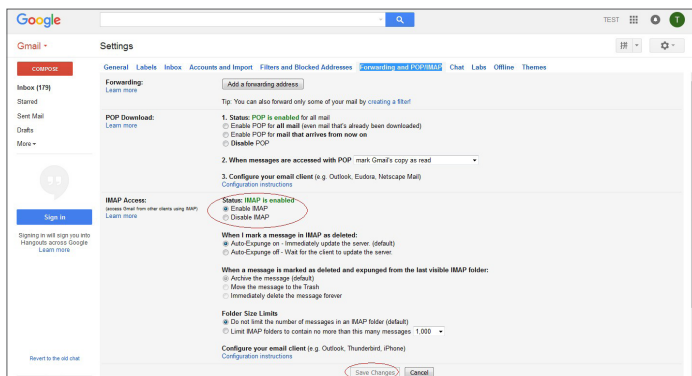 Google
TEST
T
Gmail
Settings
拼
COMPOSE
General Labels Inbox Accounts and Import Filters and Blocked Addresses Forwarding and POP/IMAP Chat Labs Offline Themes
Inbox (179)
Starred
Sent Mail
Drafts
More
Sign in
Signing in will sign you into
Hangouts across Google
Learn more
Revert to the old chat
Forwarding:
Learn more
Add a forwarding address
Tip: You can also forward only some of your mail by creating a filter!
POP Download:
Learn more
1. Status: POP is enabled for all mail
Enable POP for all mail (even mail that's already been downloaded)
Enable POP for mail that arrives from now on
Disable POP
2. When messages are accessed with POP mark Gmail's copy as read
3. Configure your email client (e.g. Outlook, Eudora, Netscape Mail)
Configuration instructions
IMAP Access:
(access Gmail from other clients using IMAP)
Learn more
Status: IMAP is enabled
Enable IMAP
Disable IMAP
When I mark a message in IMAP as deleted:
Auto-Expunge on - Immediately update the server. (default)
Auto-Expunge off - Wait for the client to update the server.
When a message is marked as deleted and expunged from the last visible IMAP folder:
Archive the message (default)
Move the message to the Trash
Immediately delete the message forever
Folder Size Limits
Do not limit the number of messages in an IMAP folder (default)
Limit IMAP folders to contain no more than this many messages 1,000
Configure your email client (e.g. Outlook, Thunderbird, iPhone)
Configuration instructions
Save Changes Cancel